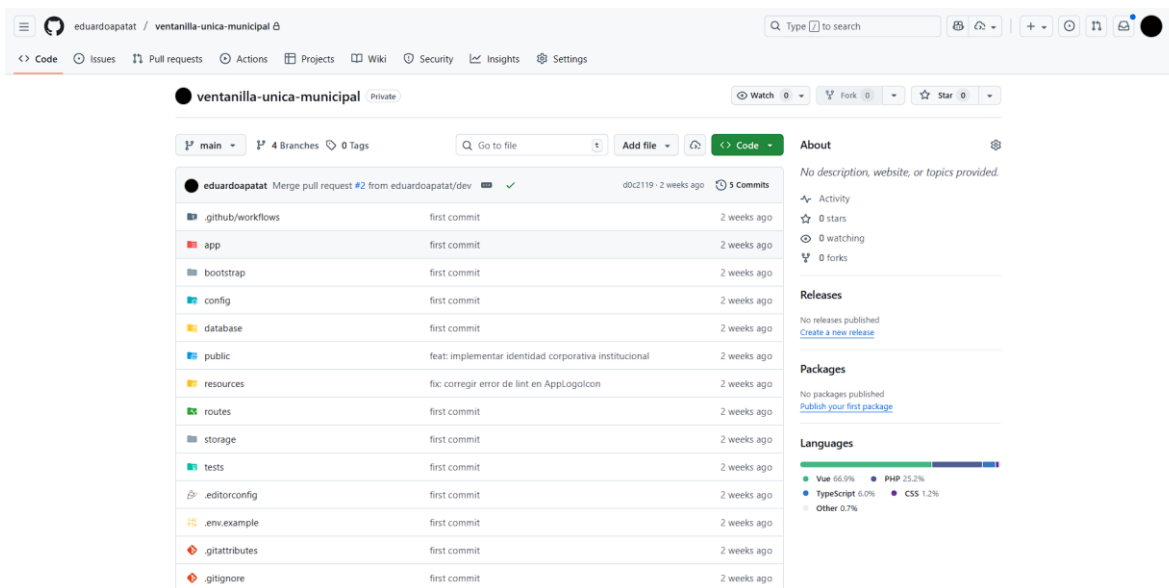 eduardoapatat / ventanilla-unica-municipal
Type / to search
Code Issues Pull requests Actions Projects Wiki Security Insights Settings
ventanilla-unica-municipal Private
Watch 0 Fork 0 Star 0
main 4 Branches 0 Tags Go to file t Add file Code
eduardoapatat Merge pull request #2 from eduardoapatat/dev d0c2119 · 2 weeks ago 5 Commits
.github/workflows first commit 2 weeks ago
app first commit 2 weeks ago
bootstrap first commit 2 weeks ago
config first commit 2 weeks ago
database first commit 2 weeks ago
public feat: implementar identidad corporativa institucional 2 weeks ago
resources fix: corregir error de lint en AppLogoIcon 2 weeks ago
routes first commit 2 weeks ago
storage first commit 2 weeks ago
tests first commit 2 weeks ago
.editorconfig first commit 2 weeks ago
.env.example first commit 2 weeks ago
.gitattributes first commit 2 weeks ago
.gitignore first commit 2 weeks ago
About
No description, website, or topics provided.
Activity
0 stars
0 watching
0 forks
Releases
No releases published
Create a new release
Packages
No packages published
Publish your first package
Languages
Vue 66.9% PHP 25.2%
TypeScript 6.0% CSS 1.2%
Other 0.7%